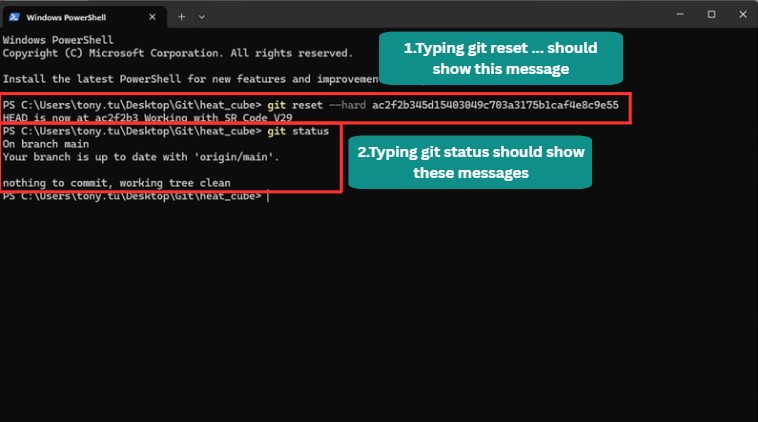 Windows PowerShell
Windows PowerShell
Copyright (C) Microsoft Corporation. All rights reserved.
1.Typing git reset ... should
show this message
Install the latest PowerShell for new features and improvemen
PS C:\Users\tony.tu\Desktop\Git\heat_cube> git reset --hard ac2f2b345d15403049c703a3175b1caf4e8c9e55
HEAD is now at ac2f2b3 Working with SR Code V29
PS C:\Users\tony.tu\Desktop\Git\heat_cube> git status
On branch main
Your branch is up to date with 'origin/main'.
2.Typing git status should show
these messages
nothing to commit, working tree clean
PS C:\Users\tony.tu\Desktop\Git\heat_cube>